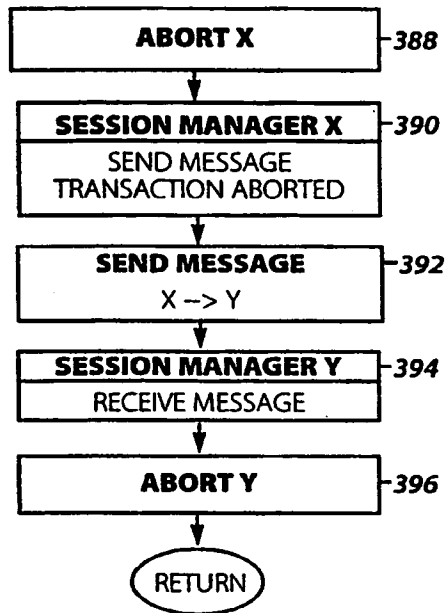 ABORT X 388
SESSION MANAGER X 390
SEND MESSAGE
TRANSACTION ABORTED
SEND MESSAGE 392
X --> Y
SESSION MANAGER Y 394
RECEIVE MESSAGE
ABORT Y 396
RETURN